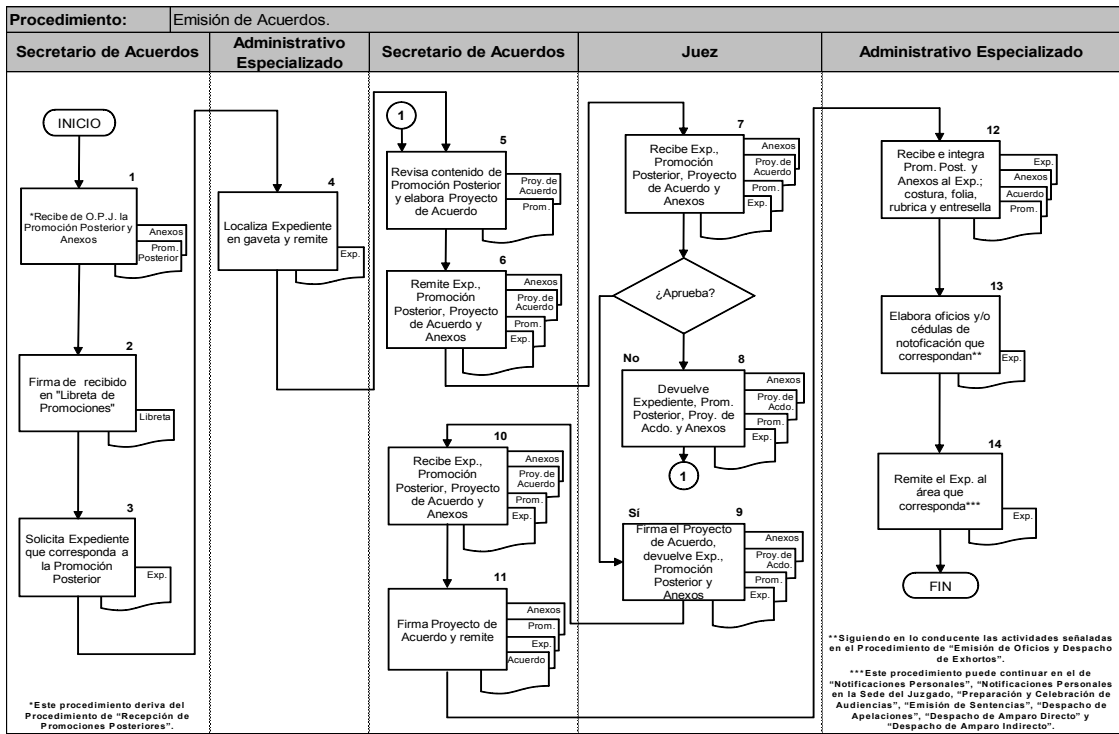 Procedimiento: Emisión de Acuerdos.
Secretario de Acuerdos
Administrativo
Especializado
Secretario de Acuerdos
Juez
Administrativo Especializado
INICIO
1
*Recibe de O.P.J. la
Promoción Posterior y
Anexos
Anexos
Prom.
Posterior
2
Firma de recibido
en "Libreta de
Promociones"
Libreta
3
Solicita Expediente
que corresponda a
la Promoción
Posterior
Exp.
*Este procedimiento deriva del
Procedimiento de “Recepción de
Promociones Posteriores”.
4
Localiza Expediente
en gaveta y remite
Exp.
1
5
Revisa contenido de
Promoción Posterior
y elabora Proyecto
de Acuerdo
Proy. de
Acuerdo
Prom.
6
Remite Exp.,
Promoción
Posterior, Proyecto
de Acuerdo y
Anexos
Anexos
Proy. de
Acuerdo
Prom.
Exp.
10
Recibe Exp.,
Promoción
Posterior, Proyecto
de Acuerdo y
Anexos
Anexos
Proy. de
Acuerdo
Prom.
Exp.
11
Firma Proyecto de
Acuerdo y remite
Anexos
Prom.
Exp.
Acuerdo
7
Recibe Exp.,
Promoción
Posterior, Proyecto
de Acuerdo y
Anexos
Anexos
Proy. de
Acuerdo
Prom.
Exp.
¿Aprueba?
No
8
Devuelve
Expediente, Prom.
Posterior, Proy. de
Acdo. y Anexos
Anexos
Proy. de
Acdo.
Prom.
Exp.
1
Sí
9
Firma el Proyecto
de Acuerdo,
devuelve Exp.,
Promoción
Posterior y
Anexos
Anexos
Proy. de
Acdo.
Prom.
Exp.
12
Recibe e integra
Prom. Post. y
Anexos al Exp.;
costura, folia,
rubrica y entresella
Exp.
Anexos
Acuerdo
Prom.
13
Elabora oficios y/o
cédulas de
notoficación que
correspondan**
Exp.
14
Remite el Exp. al
área que
corresponda***
Exp.
FIN
**Siguiendo en lo conducente las actividades señaladas
en el Procedimiento de “Emisión de Oficios y Despacho
de Exhortos”.
***Este procedimiento puede continuar en el de
“Notificaciones Personales”, “Notificaciones Personales
en la Sede del Juzgado, “Preparación y Celebración de
Audiencias”, “Emisión de Sentencias”, “Despacho de
Apelaciones”, “Despacho de Amparo Directo” y
“Despacho de Amparo Indirecto”.